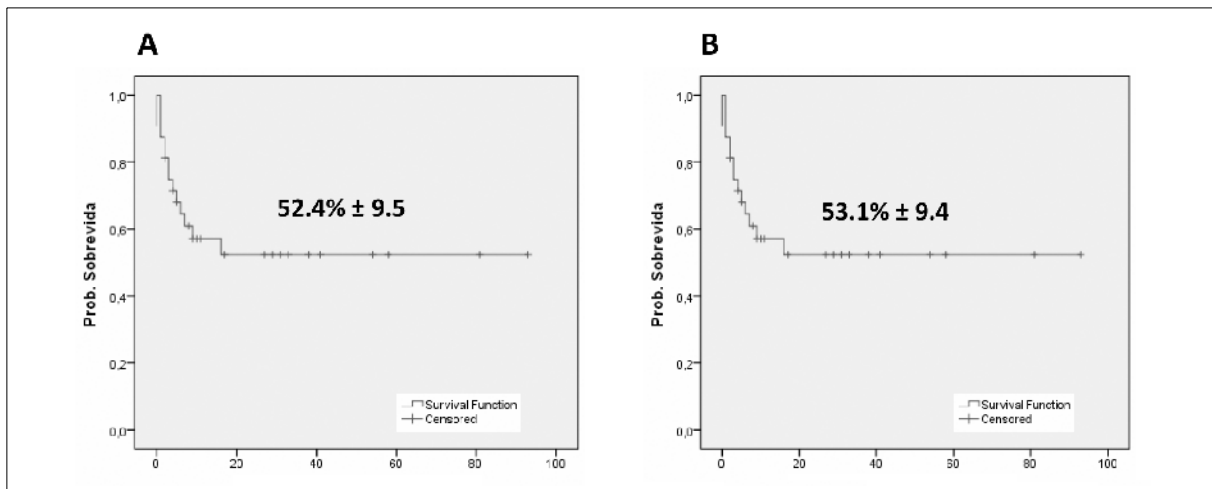 A
1,0
0,8
0,6
0,4
0,2
0,0
Prob. Sobrevida
52.4% ± 9.5
Survival Function
Censored
0 20 40 60 80 100
B
1,0
0,8
0,6
0,4
0,2
0,0
Prob. Sobrevida
53.1% ± 9.4
Survival Function
Censored
0 20 40 60 80 100